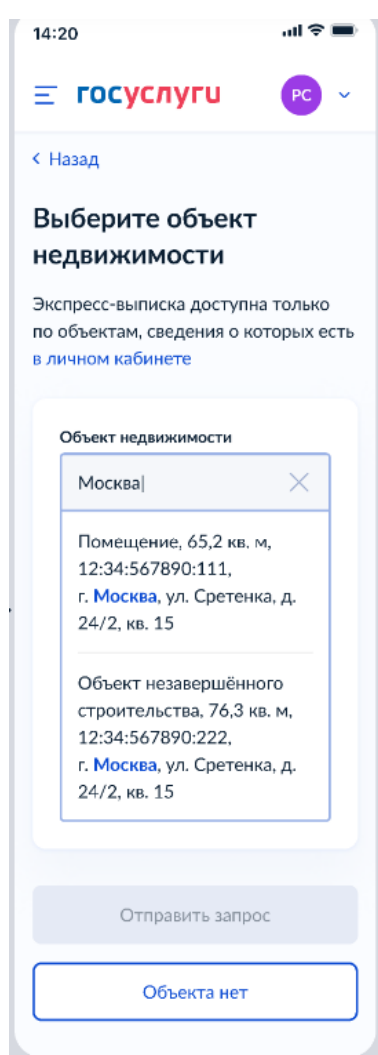 14:20
госуслуги
РС
Назад
Выберите объект
недвижимости
Экспресс-выписка доступна только
по объектам, сведения о которых есть
в личном кабинете
Объект недвижимости
Москва
Помещение, 65,2 кв. м,
12:34:567890:111,
г. Москва, ул. Сретенка, д.
24/2, кв. 15
Объект незавершённого
строительства, 76,3 кв. м,
12:34:567890:222,
г. Москва, ул. Сретенка, д.
24/2, кв. 15
Отправить запрос
Объекта нет